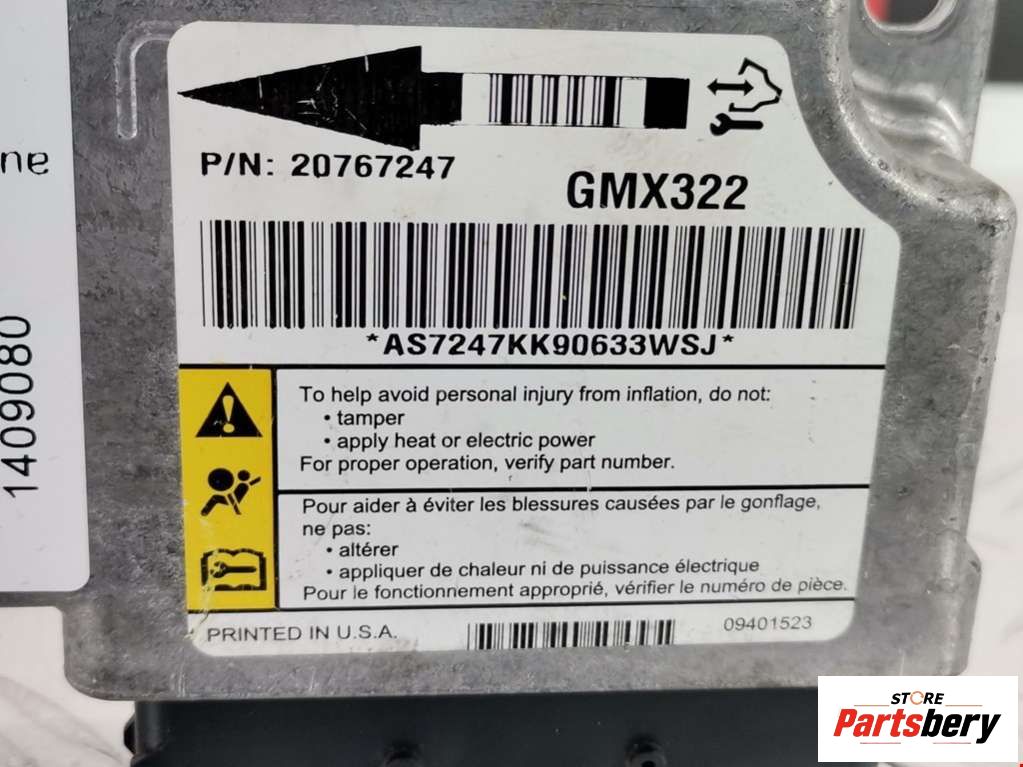 ne
1409080
P/N: 20767247
GMX322
*AS7247KK90633WSJ*
To help avoid personal injury from inflation, do not:
• tamper
• apply heat or electric power
For proper operation, verify part number.
Pour aider à éviter les blessures causées par le gonflage,
ne pas:
• altérer
• appliquer de chaleur ni de puissance électrique
Pour le fonctionnement approprié, vérifier le numéro de pièce.
PRINTED IN U.S.A.
09401523
STORE
Partsbery